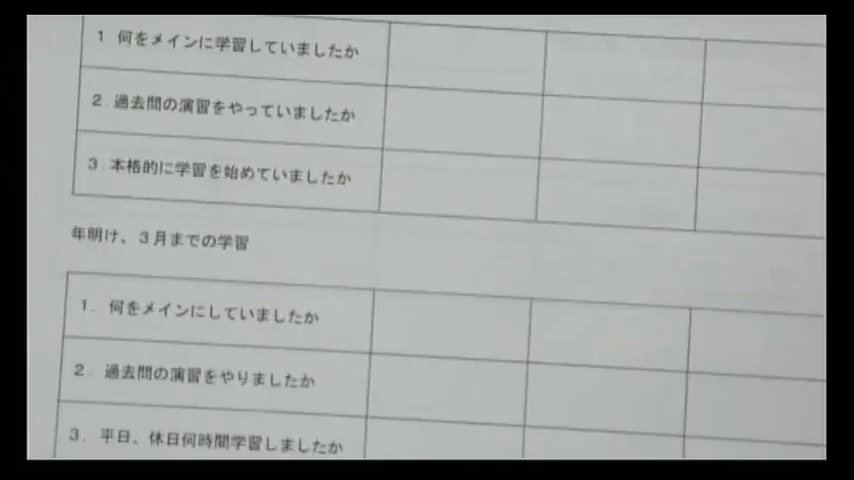 1 何をメインに学習していましたか
2. 過去問の演習をやっていましたか
3. 本格的に学習を始めていましたか
年明け、3月までの学習
1. 何をメインにしていましたか
2. 過去問の演習をやりましたか
3. 平日、休日何時間学習しましたか